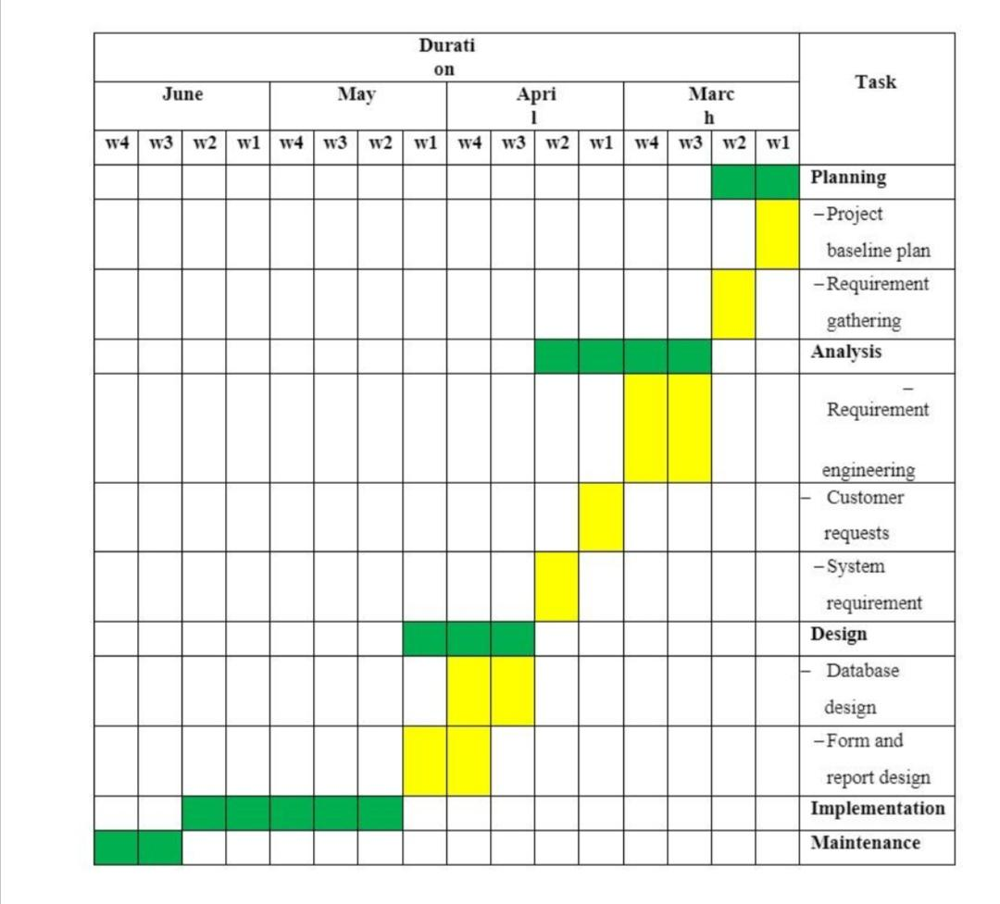 Durati
on
Task
June May Apri
l Marc
h
w4 w3 w2 w1 w4 w3 w2 w1 w4 w3 w2 w1 w4 w3 w2 w1
Planning
–Project
baseline plan
–Requirement
gathering
Analysis
–
Requirement
engineering
– Customer
requests
–System
requirement
Design
– Database
design
–Form and
report design
Implementation
Maintenance